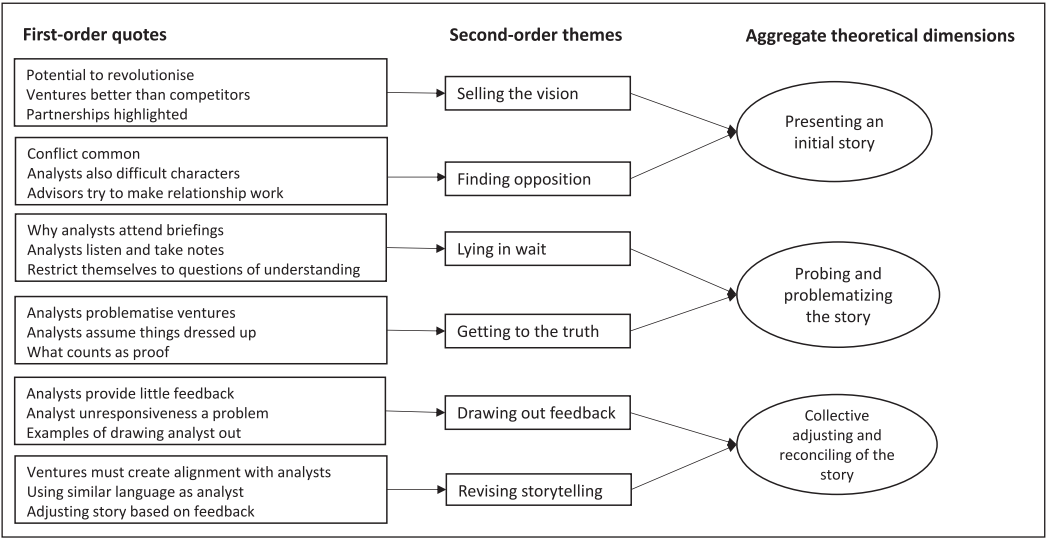 First-order quotes
Second-order themes
Aggregate theoretical dimensions
Potential to revolutionise
Ventures better than competitors
Partnerships highlighted
Selling the vision
Presenting an
initial story
Conflict common
Analysts also difficult characters
Advisors try to make relationship work
Finding opposition
Why analysts attend briefings
Analysts listen and take notes
Restrict themselves to questions of understanding
Lying in wait
Probing and
problematizing
the story
Analysts problematise ventures
Analysts assume things dressed up
What counts as proof
Getting to the truth
Analysts provide little feedback
Analyst unresponsiveness a problem
Examples of drawing analyst out
Drawing out feedback
Collective
adjusting and
reconciling of the
story
Ventures must create alignment with analysts
Using similar language as analyst
Adjusting story based on feedback
Revising storytelling